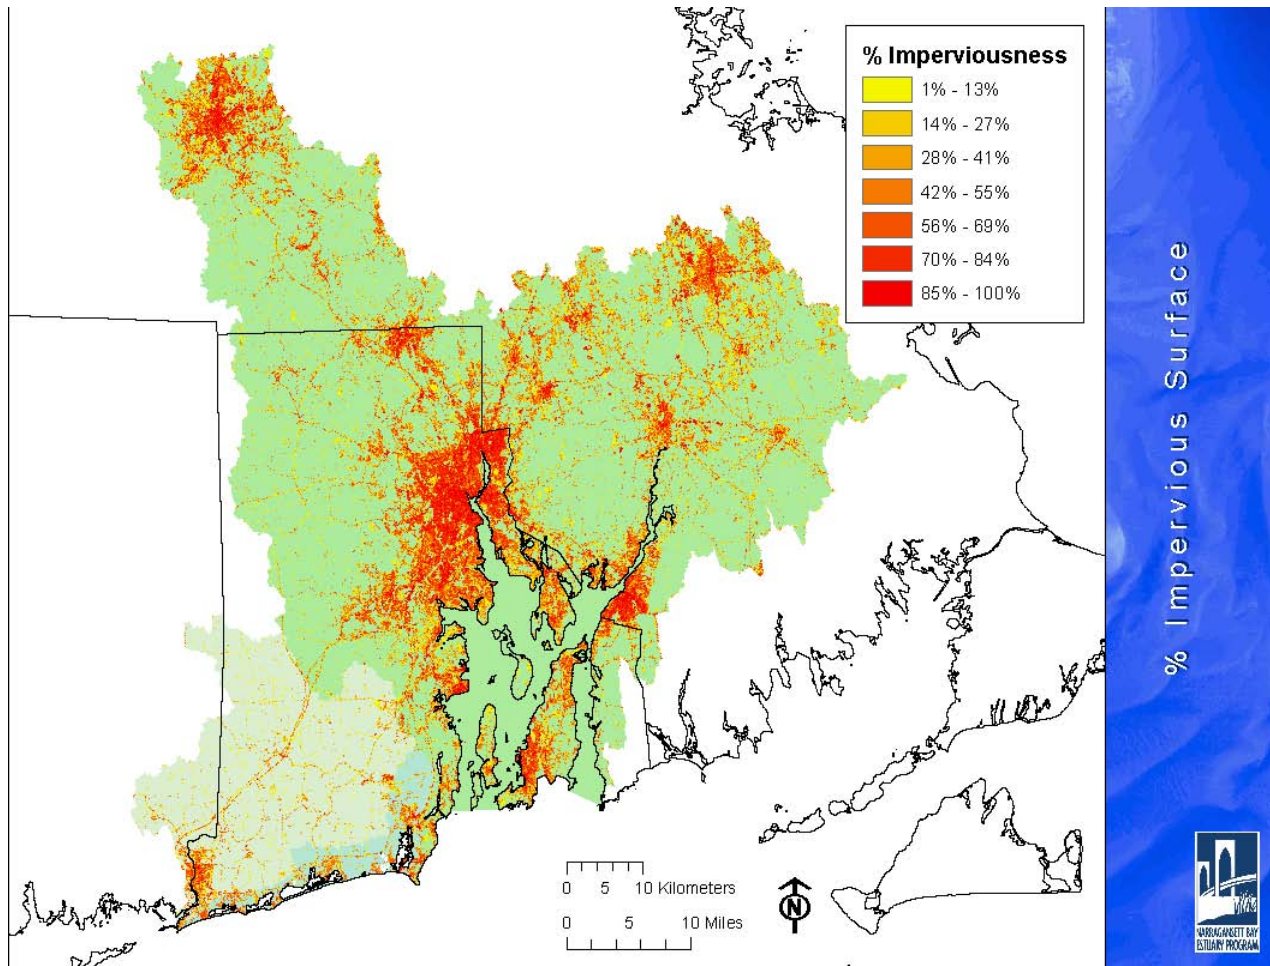 % Imperviousness
1% - 13%
14% - 27%
28% - 41%
42% - 55%
56% - 69%
70% - 84%
85% - 100%
% Impervious Surface
0 5 10 Kilometers
0 5 10 Miles
N
NARRAGANSETT BAY
ESTUARY PROGRAM